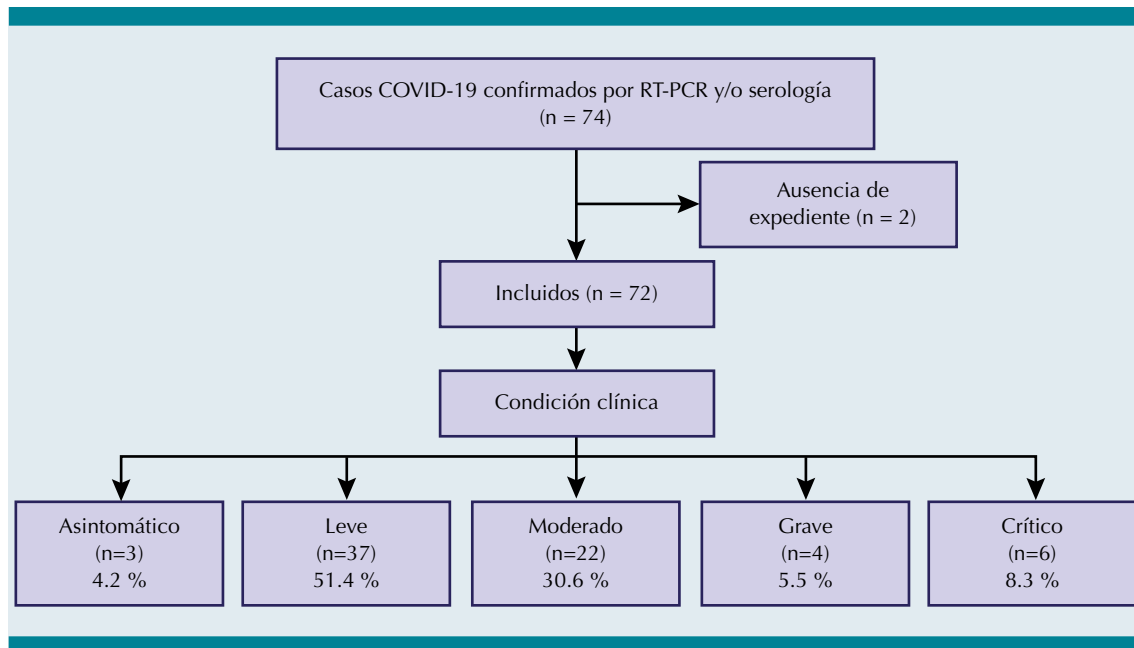 Casos COVID-19 confirmados por RT-PCR y/o serología
(n = 74)
Ausencia de
expediente (n = 2)
Incluidos (n = 72)
Condición clínica
Asintomático
(n=3)
4.2 %
Leve
(n=37)
51.4 %
Moderado
(n=22)
30.6 %
Grave
(n=4)
5.5 %
Crítico
(n=6)
8.3 %